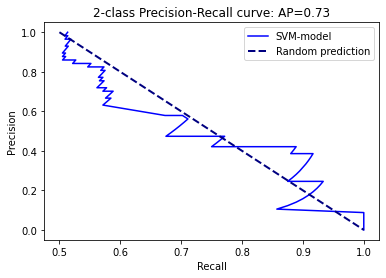 2-class Precision-Recall curve: AP=0.73
SVM-model
Random prediction
Precision
1.0
0.8
0.6
0.4
0.2
0.0
0.5
0.6
0.7
0.8
0.9
1.0
Recall